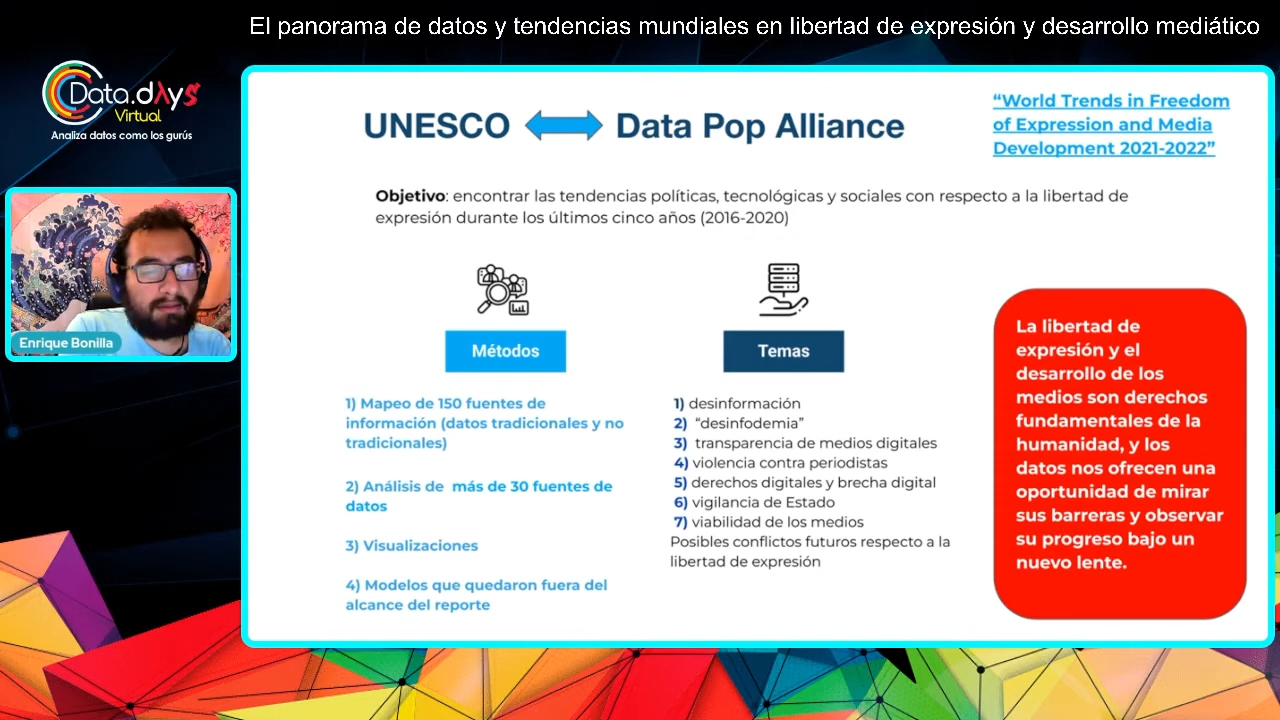 El panorama de datos y tendencias mundiales en libertad de expresión y desarrollo mediático
Data.dAys
Virtual
Analiza datos como los gurús
Enrique Bonilla
UNESCO
Data Pop Alliance
“World Trends in Freedom
of Expression and Media
Development 2021-2022”
Objetivo: encontrar las tendencias políticas, tecnológicas y sociales con respecto a la libertad de
expresión durante los últimos cinco años (2016-2020)
Métodos
1) Mapeo de 150 fuentes de
información (datos tradicionales y no
tradicionales)
2) Análisis de más de 30 fuentes de
datos
3) Visualizaciones
4) Modelos que quedaron fuera del
alcance del reporte
Temas
1) desinformación
2) “desinfodemia”
3) transparencia de medios digitales
4) violencia contra periodistas
5) derechos digitales y brecha digital
6) vigilancia de Estado
7) viabilidad de los medios
Posibles conflictos futuros respecto a la
libertad de expresión
La libertad de
expresión y el
desarrollo de los
medios son derechos
fundamentales de la
humanidad, y los
datos nos ofrecen una
oportunidad de mirar
sus barreras y observar
su progreso bajo un
nuevo lente.